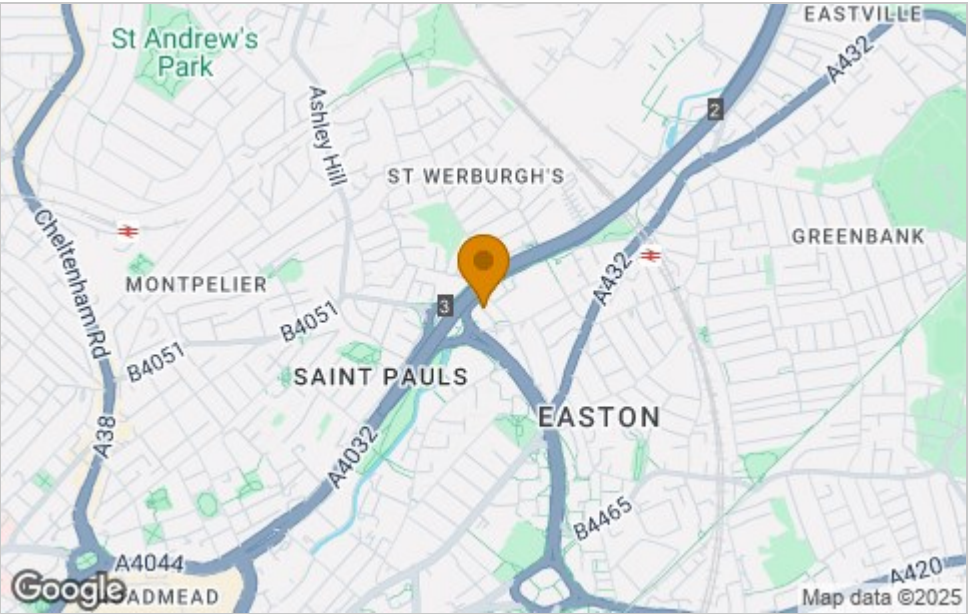 EASTVILLE
St Andrew's
Park
A432
2
Ashley Hill
ST WERBURGH'S
Cheltenham Rd
GREENBANK
MONTPELIER
A432
3
B4051
B4051
SAINT PAULS
EASTON
A38
A4032
B4465
A4044
A420
Google
OADMEAD
Map data ©2025